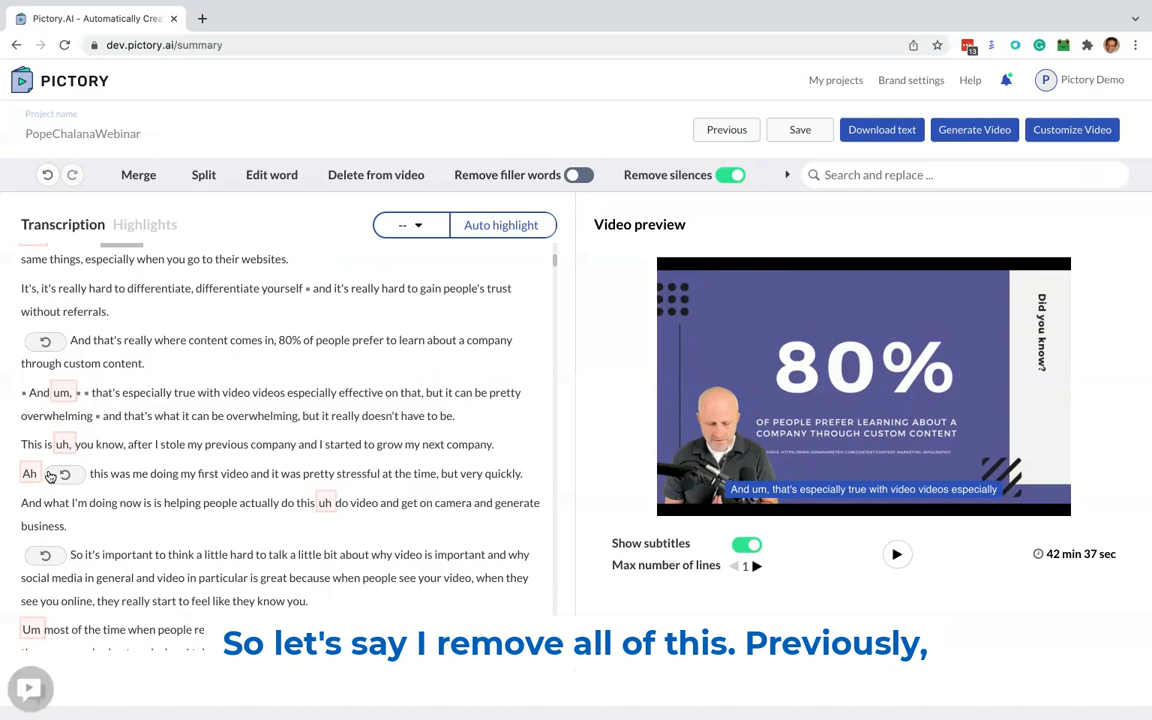 Pictory.AI - Automatically Crea
dev.pictory.ai/summary
13
PICTORY
My projects
Brand settings
Help
P
Pictory Demo
Project name
PopeChalanaWebinar
Previous
Save
Download text
Generate Video
Customize Video
Merge
Split
Edit word
Delete from video
Remove filler words
Remove silences
Search and replace ...
Transcription
Highlights
--
Auto highlight
Video preview
same things, especially when you go to their websites.
It's, it's really hard to differentiate, differentiate yourself and it's really hard to gain people's trust
without referrals.
And that's really where content comes in, 80% of people prefer to learn about a company
through custom content.
And um, that's especially true with video videos especially effective on that, but it can be pretty
overwhelming and that's what it can be overwhelming, but it really doesn't have to be.
This is uh, you know, after I stole my previous company and I started to grow my next company.
Ah this was me doing my first video and it was pretty stressful at the time, but very quickly.
And what I'm doing now is is helping people actually do this uh do video and get on camera and generate
business.
So it's important to think a little hard to talk a little bit about why video is important and why
social media in general and video in particular is great because when people see your video, when they
see you online, they really start to feel like they know you.
Um most of the time when people re
Did you know?
80%
OF PEOPLE PREFER LEARNING ABOUT A
COMPANY THROUGH CUSTOM CONTENT
And um, that's especially true with video videos especially
Show subtitles
Max number of lines
1
42 min 37 sec
So let's say I remove all of this. Previously,